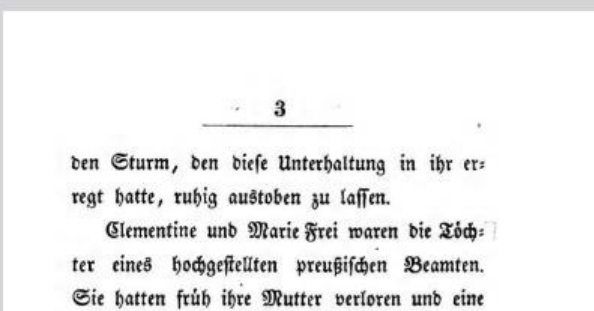 3
den Sturm, den dieſe Unterhaltung in ihr er⸗
regt hatte, ruhig austoben zu laſſen.
Clementine und Marie Frei waren die Töch⸗
ter eines hochgeſtellten preußiſchen Beamten.
Sie hatten früh ihre Mutter verloren und eine